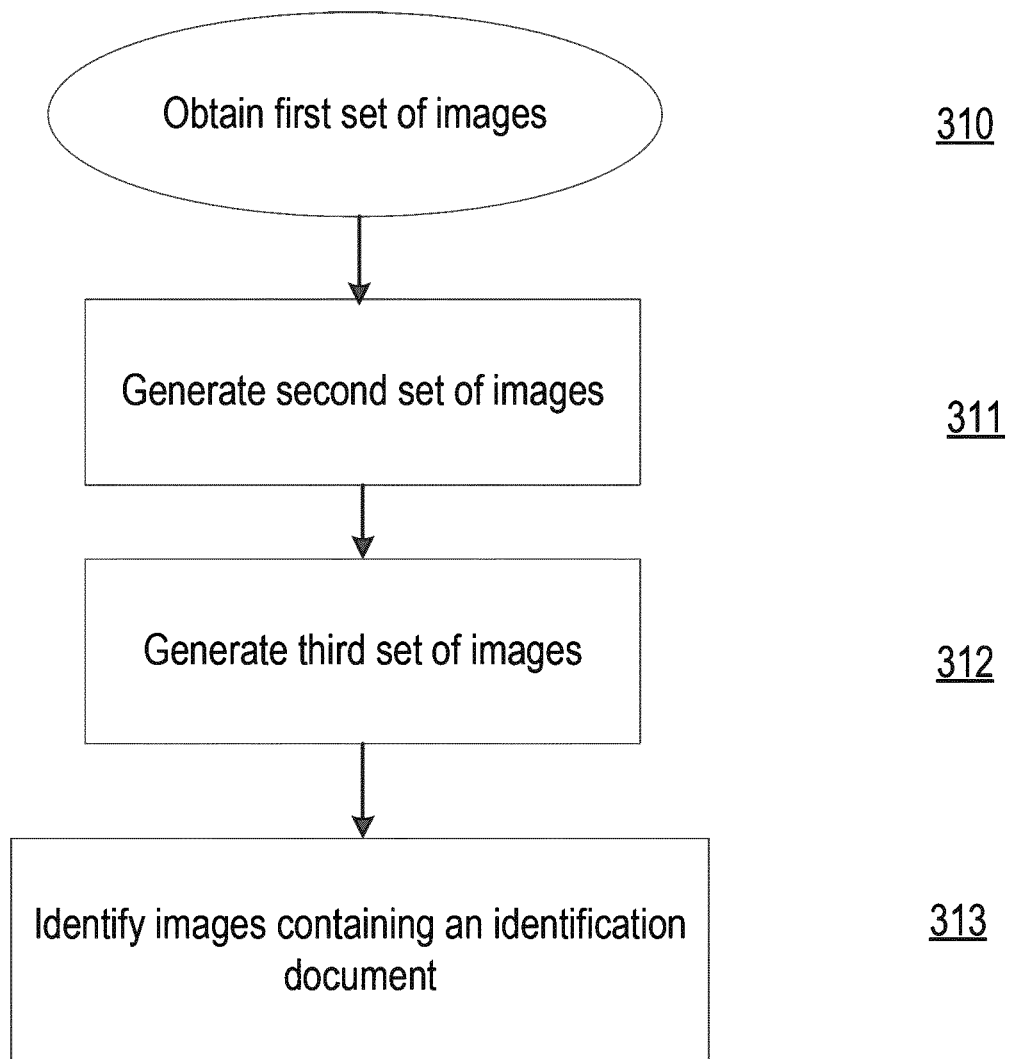 Obtain first set of images
310
Generate second set of images
311
Generate third set of images
312
Identify images containing an identification
document
313